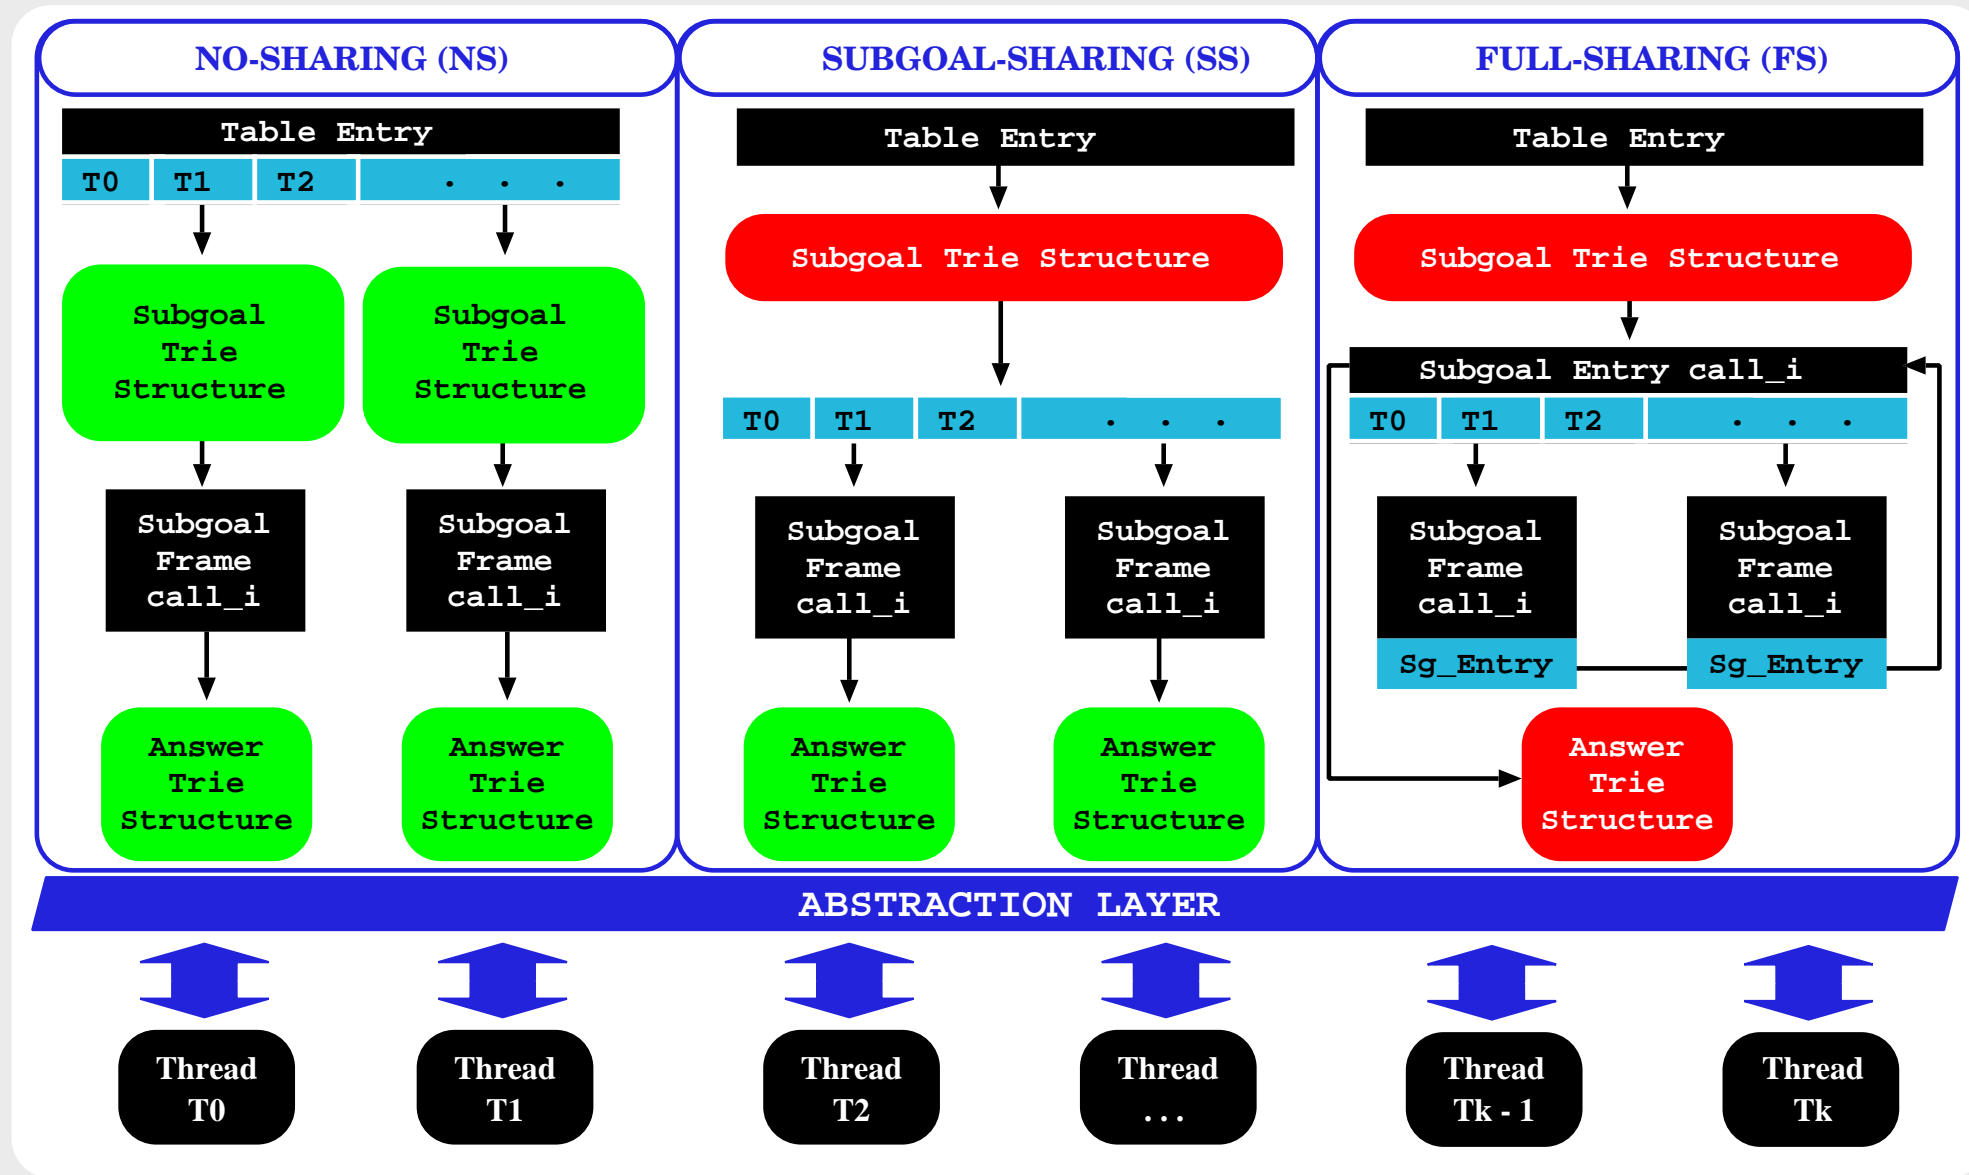 NO-SHARING (NS)
Table Entry
T0 T1 T2 . . .
Subgoal
Trie
Structure
Subgoal
Trie
Structure
Subgoal
Frame
call_i
Subgoal
Frame
call_i
Answer
Trie
Structure
Answer
Trie
Structure
SUBGOAL-SHARING (SS)
Table Entry
Subgoal Trie Structure
T0 T1 T2 . . .
Subgoal
Frame
call_i
Subgoal
Frame
call_i
Answer
Trie
Structure
Answer
Trie
Structure
FULL-SHARING (FS)
Table Entry
Subgoal Trie Structure
Subgoal Entry call_i
T0 T1 T2 . . .
Subgoal
Frame
call_i
Sg_Entry
Subgoal
Frame
call_i
Sg_Entry
Answer
Trie
Structure
ABSTRACTION LAYER
Thread
T0
Thread
T1
Thread
T2
Thread
. . .
Thread
Tk - 1
Thread
Tk